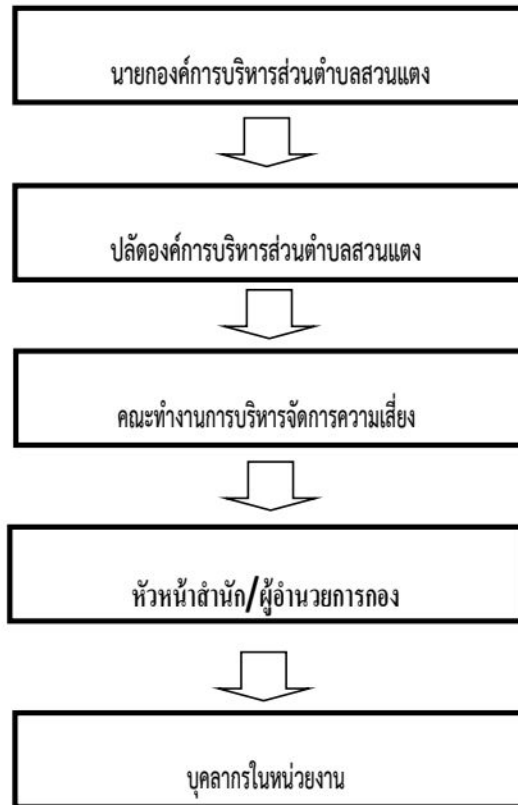 นายกองค์การบริหารส่วนตำบลสวนแตง
ปลัดองค์การบริหารส่วนตำบลสวนแตง
คณะทำงานการบริหารจัดการความเสี่ยง
หัวหน้าสำนัก/ผู้อำนวยการกอง
บุคลากรในหน่วยงาน